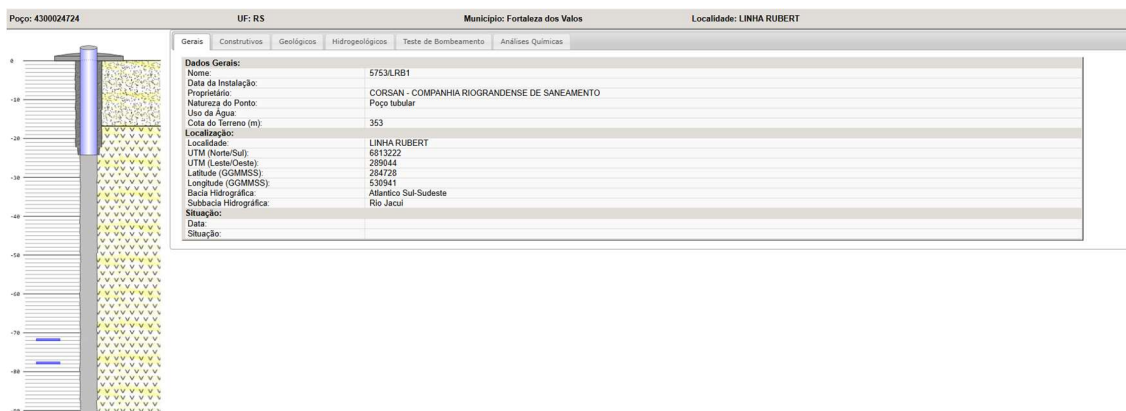 Poço: 4300024724 UF: RS Município: Fortaleza dos Valos Localidade: LINHA RUBERT
Gerais Construtivos Geológicos Hidrogeológicos Teste de Bombeamento Análises Químicas
Dados Gerais:
Nome: 5753/LRB1
Data da Instalação:
Proprietário: CORSAN - COMPANHIA RIOGRANDENSE DE SANEAMENTO
Natureza do Ponto: Poço tubular
Uso da Água:
Cota do Terreno (m): 353
Localização:
Localidade: LINHA RUBERT
UTM (Norte/Sul): 6813222
UTM (Leste/Oeste): 289044
Latitude (GGMMSS): 284728
Longitude (GGMMSS): 530941
Bacia Hidrográfica: Atlantico Sul-Sudeste
Subbacia Hidrográfica: Rio Jacui
Situação:
Data:
Situação:
0
-10
-20
-30
-40
-50
-60
-70
-80
-90